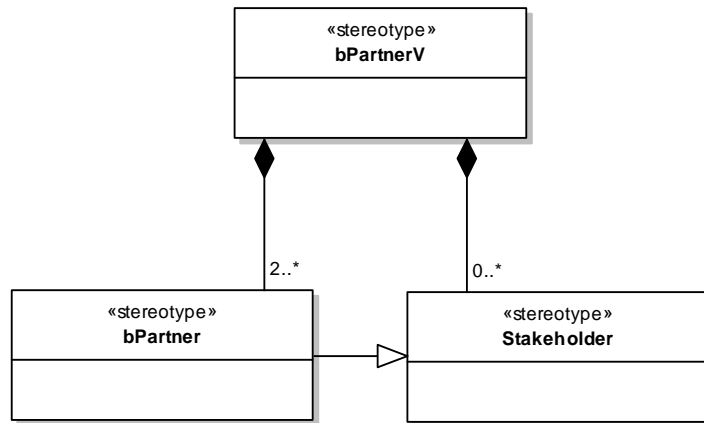 «stereotype»
bPartnerV
2..*
0..*
«stereotype»
bPartner
«stereotype»
Stakeholder